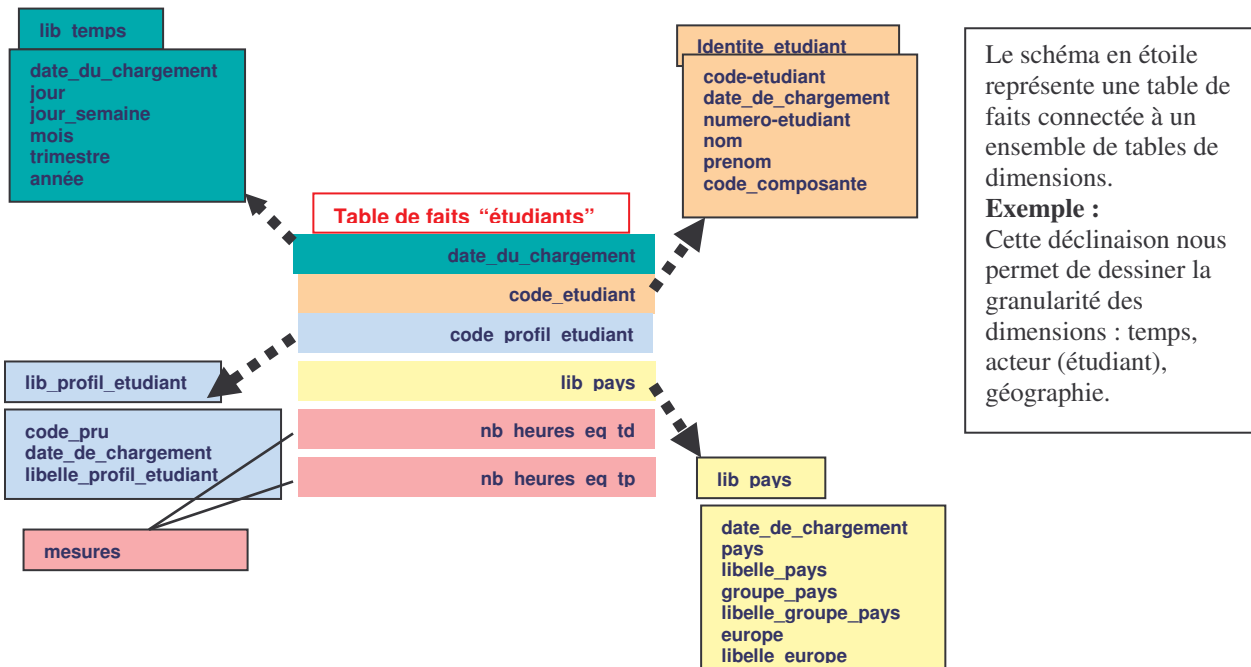 lib_temps
date_du_chargement
jour
jour_semaine
mois
trimestre
année
Identite_etudiant
code-etudiant
date_de_chargement
numero-etudiant
nom
prenom
code_composante
Le schéma en étoile
représente une table de
faits connectée à un
ensemble de tables de
dimensions.
Exemple :
Cette déclinaison nous
permet de dessiner la
granularité des
dimensions : temps,
acteur (étudiant),
géographie.
Table de faits “étudiants”
date_du_chargement
code_etudiant
code_profil_etudiant
lib_pays
nb_heures_eq_td
nb_heures_eq_tp
lib_profil_etudiant
code_pru
date_de_chargement
libelle_profil_etudiant
mesures
lib_pays
date_de_chargement
pays
libelle_pays
groupe_pays
libelle_groupe_pays
europe
libelle_europe